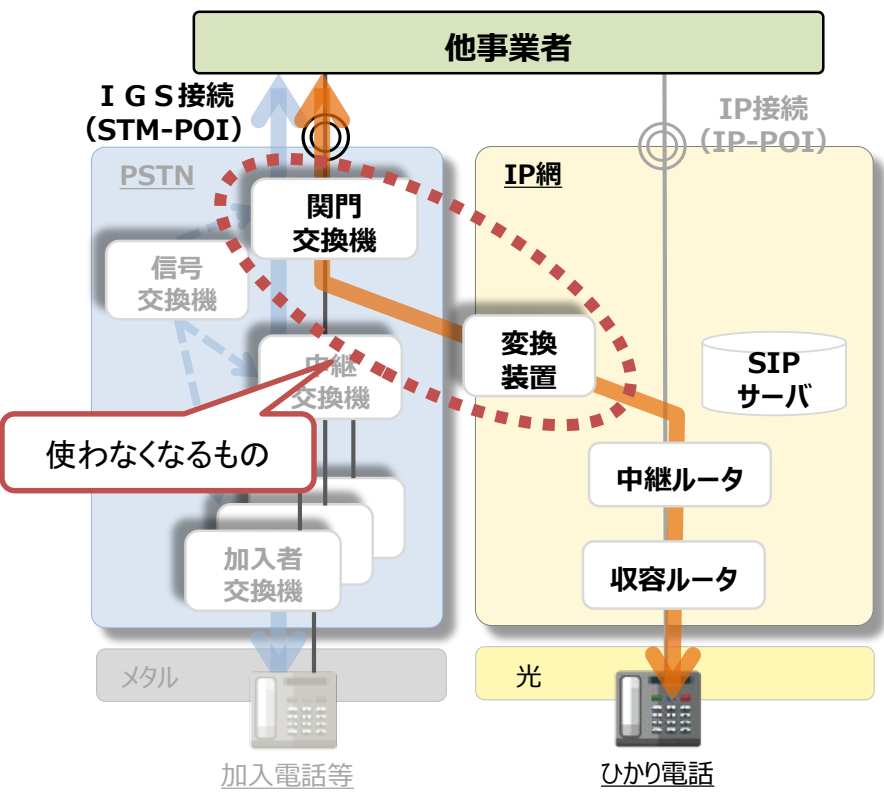 他事業者
ＩＧＳ接続
（STM-POI）
IP接続
（IP-POI）
PSTN
IP網
関門
交換機
信号
交換機
中継
交換機
変換
装置
SIP
サーバ
使わなくなるもの
中継ルータ
加入者
交換機
収容ルータ
メタル
光
加入電話等
ひかり電話